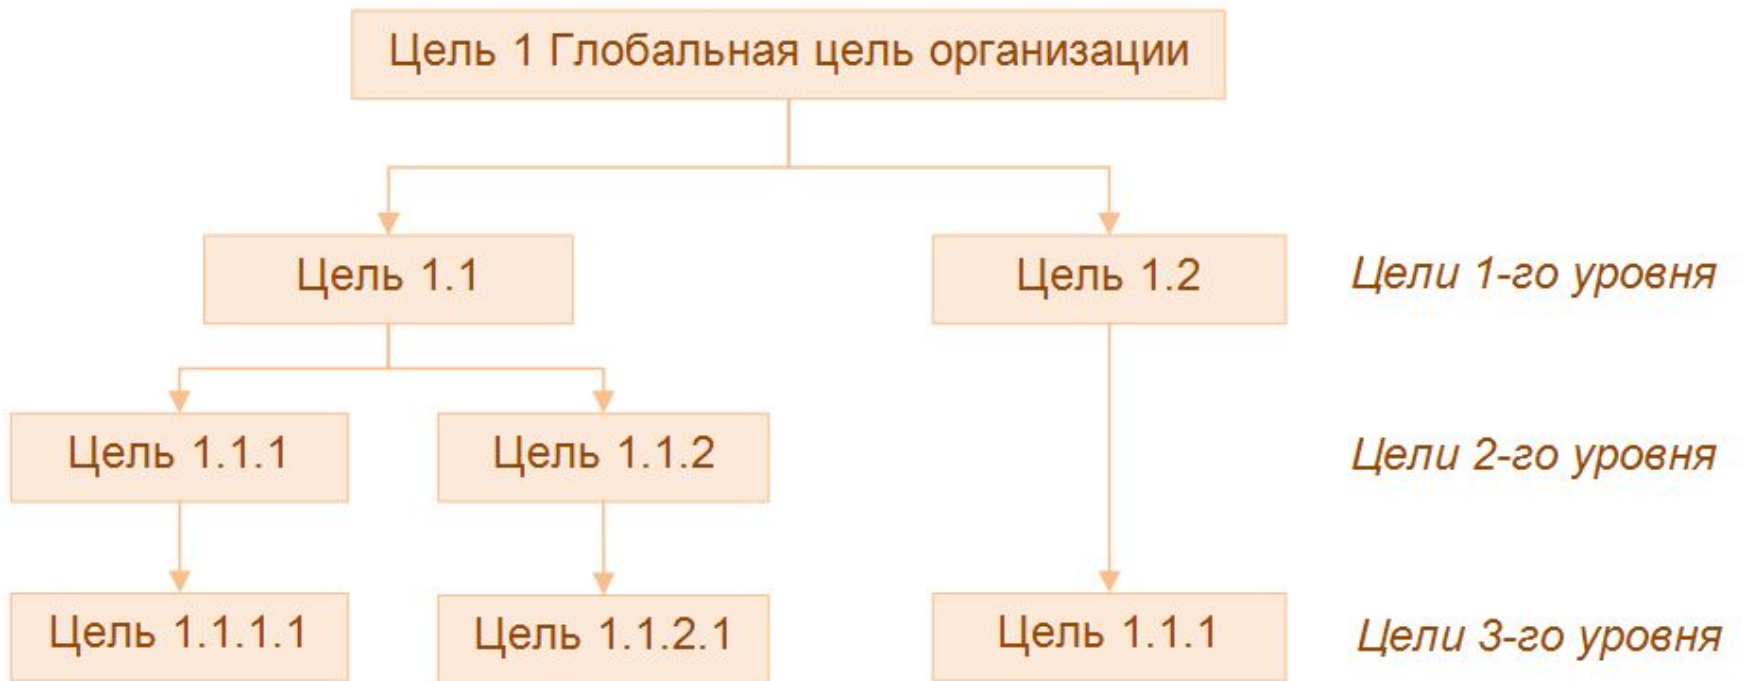 Цель 1 Глобальная цель организации
Цель 1.1
Цель 1.2
Цели 1-го уровня
Цель 1.1.1
Цель 1.1.2
Цели 2-го уровня
Цель 1.1.1.1
Цель 1.1.2.1
Цель 1.1.1
Цели 3-го уровня